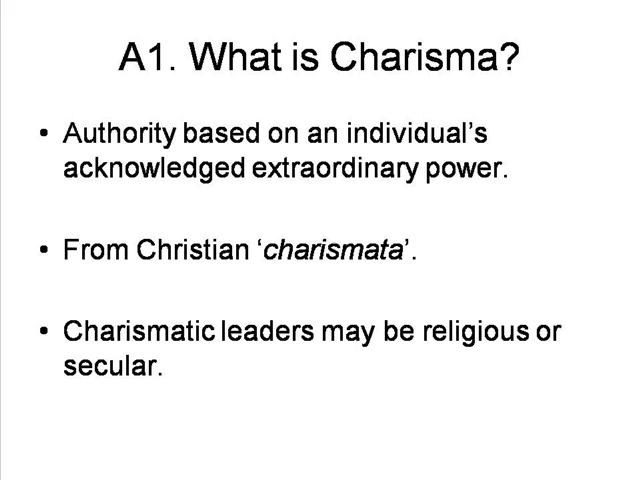 A1. What is Charisma?
• Authority based on an individual's
acknowledged extraordinary power.
• From Christian ‘charismata’.
• Charismatic leaders may be religious or
secular.